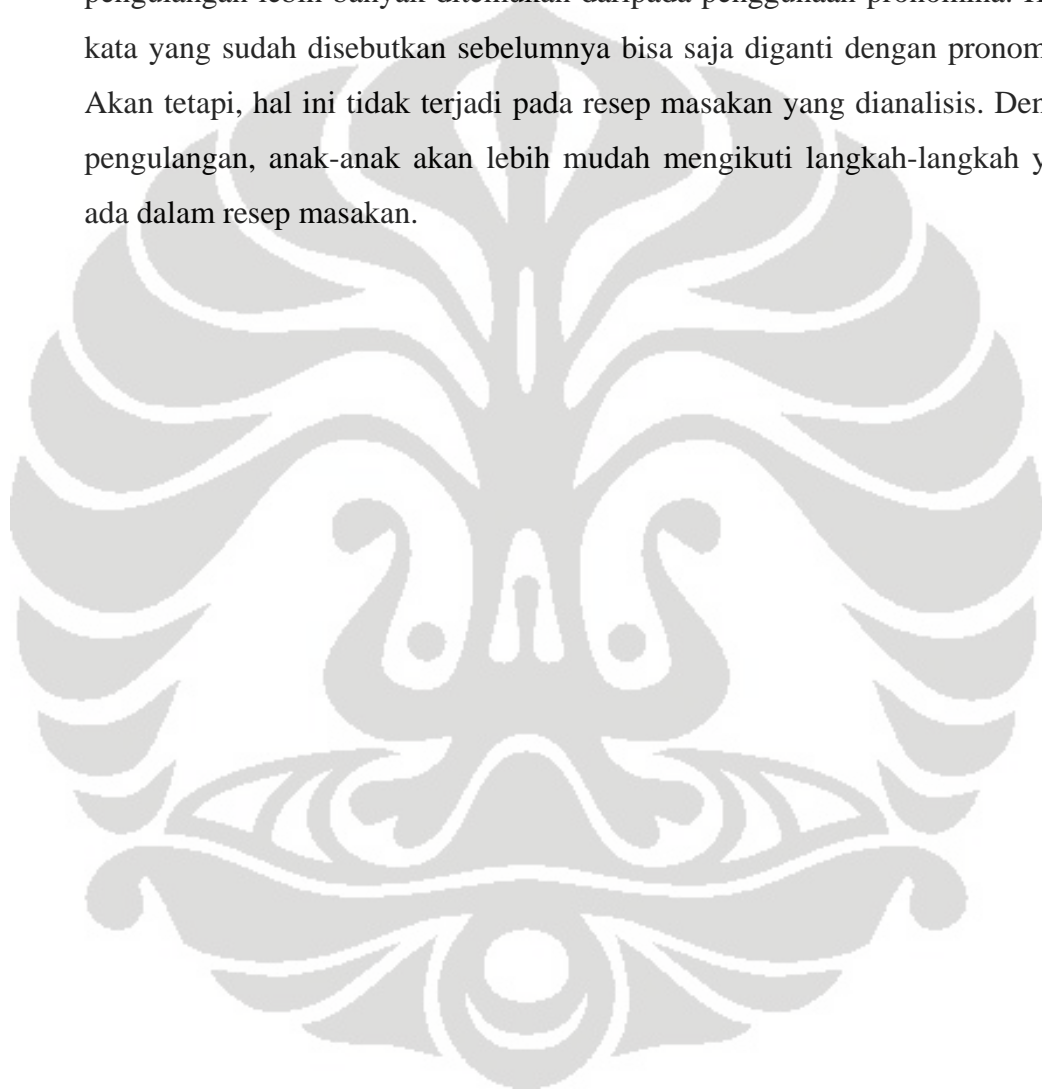 pengulangan lebih banyak ditemukan daripada penggunaan pronomina.
kata yang sudah disebutkan sebelumnya bisa saja diganti dengan pronom
Akan tetapi, hal ini tidak terjadi pada resep masakan yang dianalisis. Den
pengulangan, anak-anak akan lebih mudah mengikuti langkah-langkah y
ada dalam resep masakan.